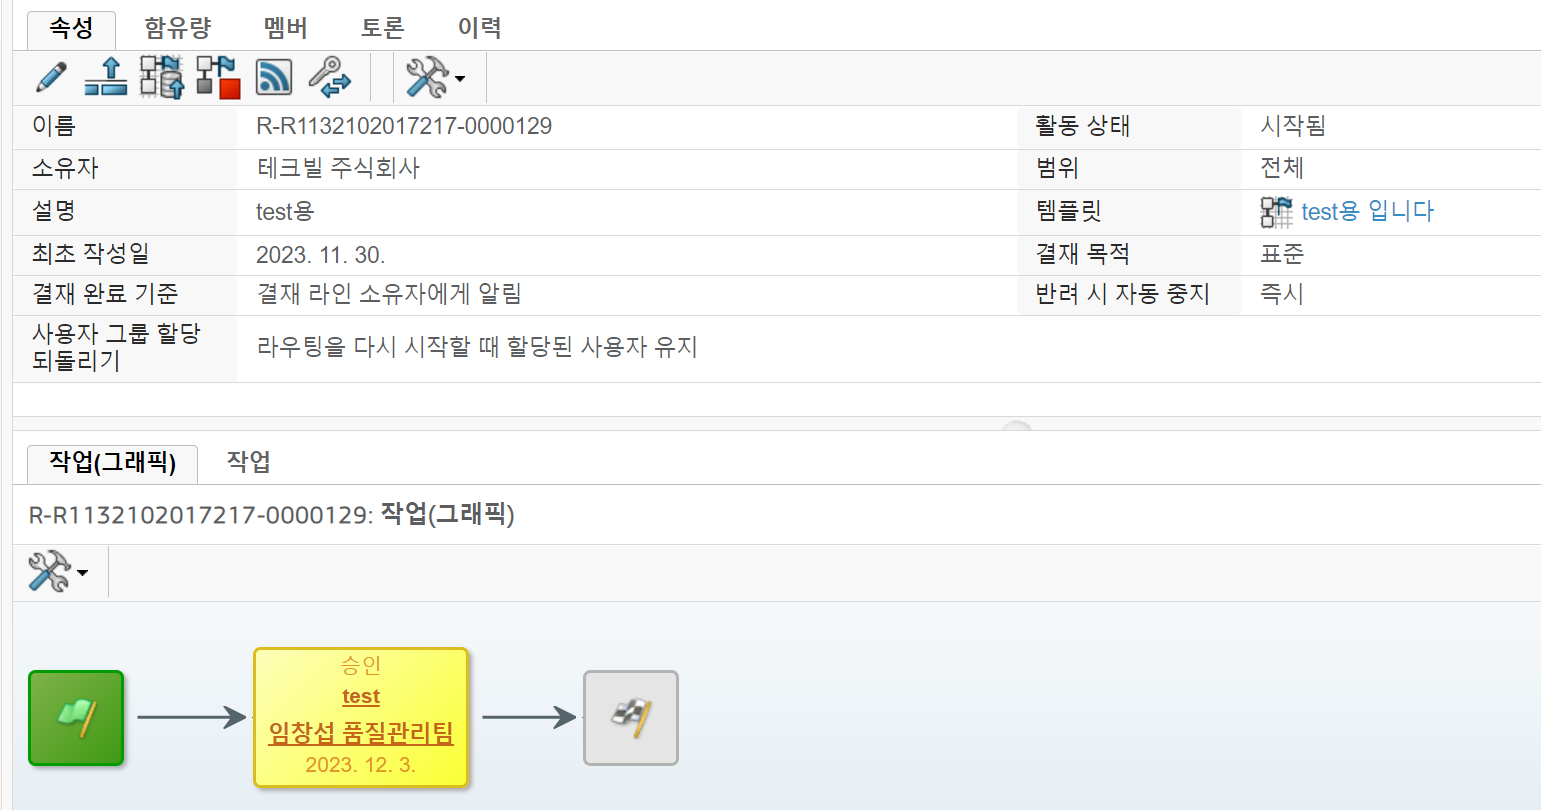 속성 함유량 멤버 토론 이력
이름 R-R1132102017217-0000129 활동 상태 시작됨
소유자 테크빌 주식회사 범위 전체
설명 test용 템플릿 test용 입니다
최초 작성일 2023. 11. 30. 결재 목적 표준
결재 완료 기준 결재 라인 소유자에게 알림 반려 시 자동 중지 즉시
사용자 그룹 할당
되돌리기 라우팅을 다시 시작할 때 할당된 사용자 유지
작업(그래픽) 작업
R-R1132102017217-0000129: 작업(그래픽)
승인
test
임창섭 품질관리팀
2023. 12. 3.